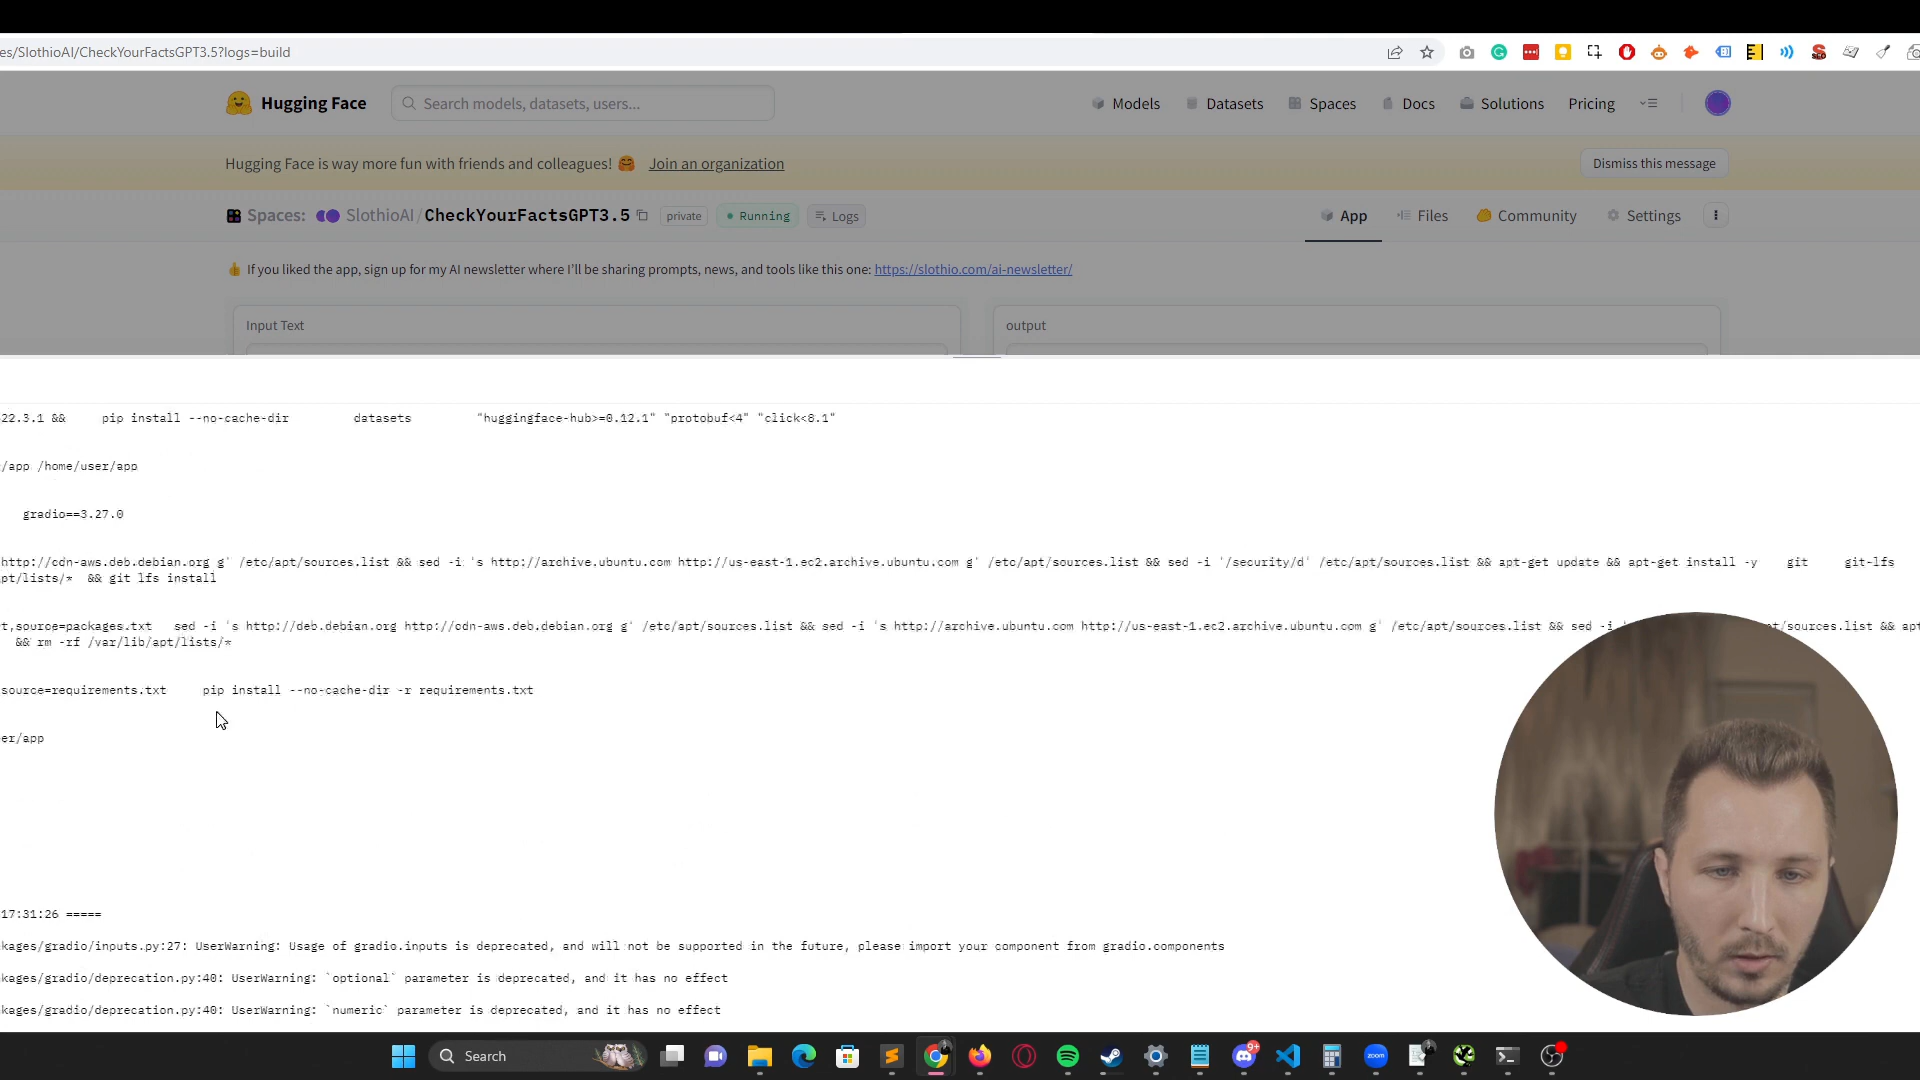 es/SlothioAI/CheckYourFactsGPT3.5?logs=build
Hugging Face
Search models, datasets, users...
Models
Datasets
Spaces
Docs
Solutions
Pricing
Hugging Face is way more fun with friends and colleagues! 🤗 Join an organization
Dismiss this message
Spaces: SlothioAI/CheckYourFactsGPT3.5
private
Running
Logs
App
Files
Community
Settings
👍 If you liked the app, sign up for my AI newsletter where I'll be sharing prompts, news, and tools like this one: https://slothio.com/ai-newsletter/
Input Text
output
22.3.1 && pip install --no-cache-dir datasets "huggingface-hub>=0.12.1" "protobuf<4" "click<8.1"
/app /home/user/app
gradio==3.27.0
http://cdn-aws.deb.debian.org g' /etc/apt/sources.list && sed -i 's http://archive.ubuntu.com http://us-east-1.ec2.archive.ubuntu.com g' /etc/apt/sources.list && sed -i '/security/d' /etc/apt/sources.list && apt-get update && apt-get install -y git git-lfs
pt/lists/* && git lfs install
t,source=packages.txt sed -i 's http://deb.debian.org http://cdn-aws.deb.debian.org g' /etc/apt/sources.list && sed -i 's http://archive.ubuntu.com http://us-east-1.ec2.archive.ubuntu.com g' /etc/apt/sources.list && sed -i ' t/sources.list && apt
&& rm -rf /var/lib/apt/lists/*
source=requirements.txt pip install --no-cache-dir -r requirements.txt
er/app
17:31:26 =====
kages/gradio/inputs.py:27: UserWarning: Usage of gradio.inputs is deprecated, and will not be supported in the future, please import your component from gradio.components
kages/gradio/deprecation.py:40: UserWarning: `optional` parameter is deprecated, and it has no effect
kages/gradio/deprecation.py:40: UserWarning: `numeric` parameter is deprecated, and it has no effect
Search
zoom
9+